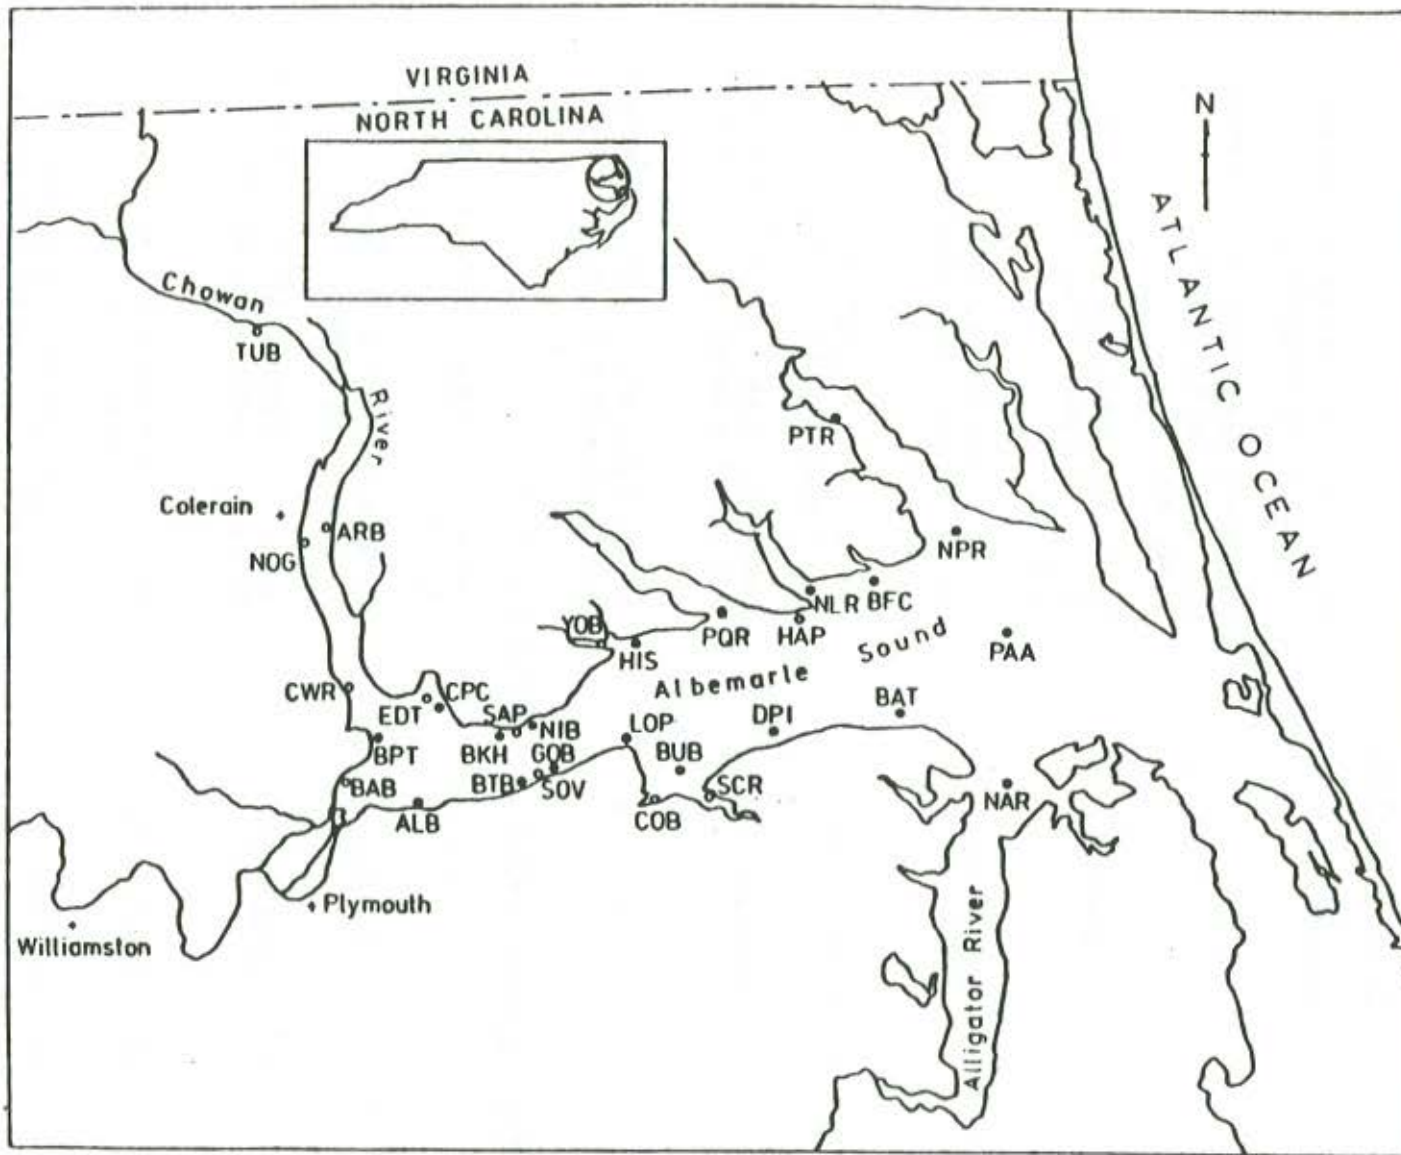 VIRGINIA
NORTH CAROLINA
N
ATLANTIC OCEAN
Chowan
River
TUB
PTR
Colerain
ARB
NOG
NPR
NLR
BFC
YOB
HIS
PQR
HAP
Albemarle Sound
PAA
CWR
EDT
CPC
SAP
NIB
LOP
DPI
BAT
BPT
BKH
GOB
BUB
BAB
BTB
SOV
SCR
ALB
COB
NAR
Plymouth
Williamston
Alligator River